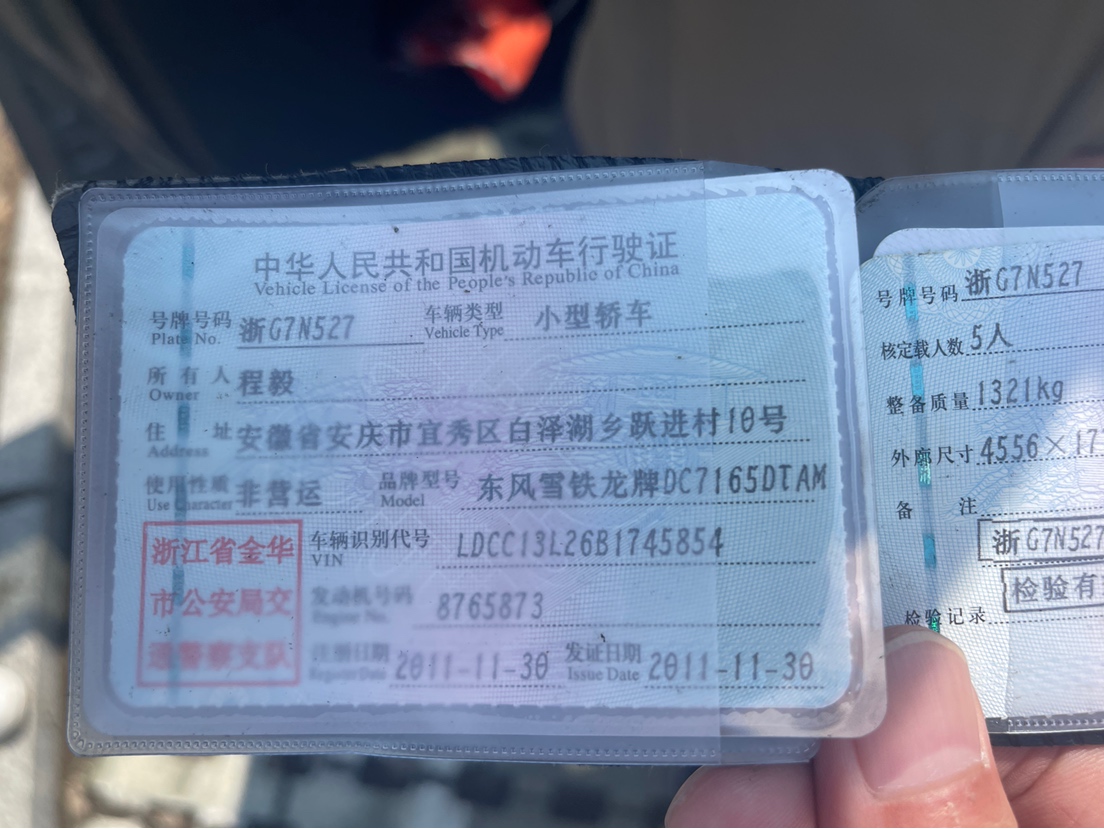 中华人民共和国机动车行驶证
Vehicle License of the People's Republic of China
号牌号码 浙G7N527 车辆类型 小型轿车
Plate No. Vehicle Type
所有人 程毅
Owner
住址 安徽省安庆市宜秀区白泽湖乡跃进村10号
Address
使用性质 非营运 品牌型号 东风雪铁龙牌DC7165DTAM
Use Character Model
浙江省金华
市公安局交
通警察支队
车辆识别代号 LDCC13L26B1745854
VIN
发动机号码 8765873
Engine No.
注册日期 2011-11-30 发证日期 2011-11-30
Register Date Issue Date
号牌号码 浙G7N527
核定载人数 5人
整备质量 1321kg
外廓尺寸 4556×17
备注
浙G7N527
检验有
检验记录